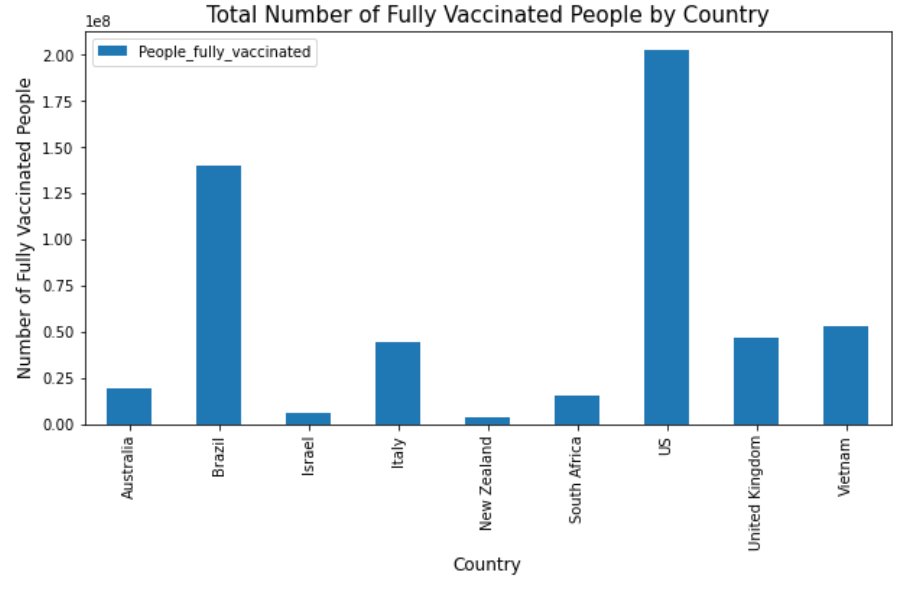 Total Number of Fully Vaccinated People by Country
1e8
People_fully_vaccinated
Number of Fully Vaccinated People
2.00
1.75
1.50
1.25
1.00
0.75
0.50
0.25
0.00
Australia
Brazil
Israel
Italy
New Zealand
South Africa
US
United Kingdom
Vietnam
Country